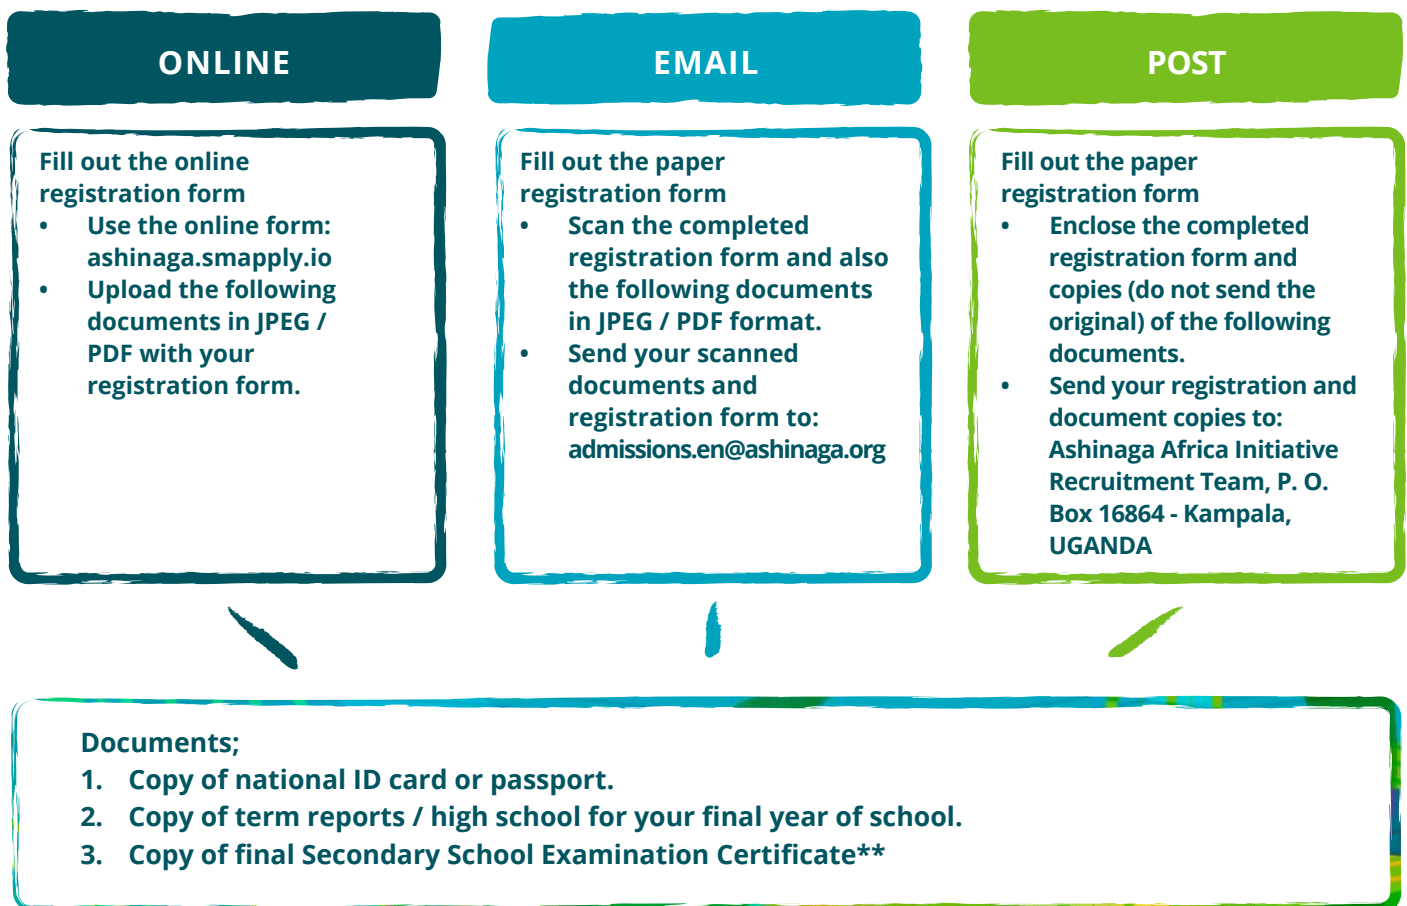 ONLINE
Fill out the online
registration form
• Use the online form:
ashinaga.smapply.io
• Upload the following
documents in JPEG /
PDF with your
registration form.
EMAIL
Fill out the paper
registration form
• Scan the completed
registration form and also
the following documents
in JPEG / PDF format.
• Send your scanned
documents and
registration form to:
admissions.en@ashinaga.org
POST
Fill out the paper
registration form
• Enclose the completed
registration form and
copies (do not send the
original) of the following
documents.
• Send your registration and
document copies to:
Ashinaga Africa Initiative
Recruitment Team, P. O.
Box 16864 - Kampala,
UGANDA
Documents;
1. Copy of national ID card or passport.
2. Copy of term reports / high school for your final year of school.
3. Copy of final Secondary School Examination Certificate**